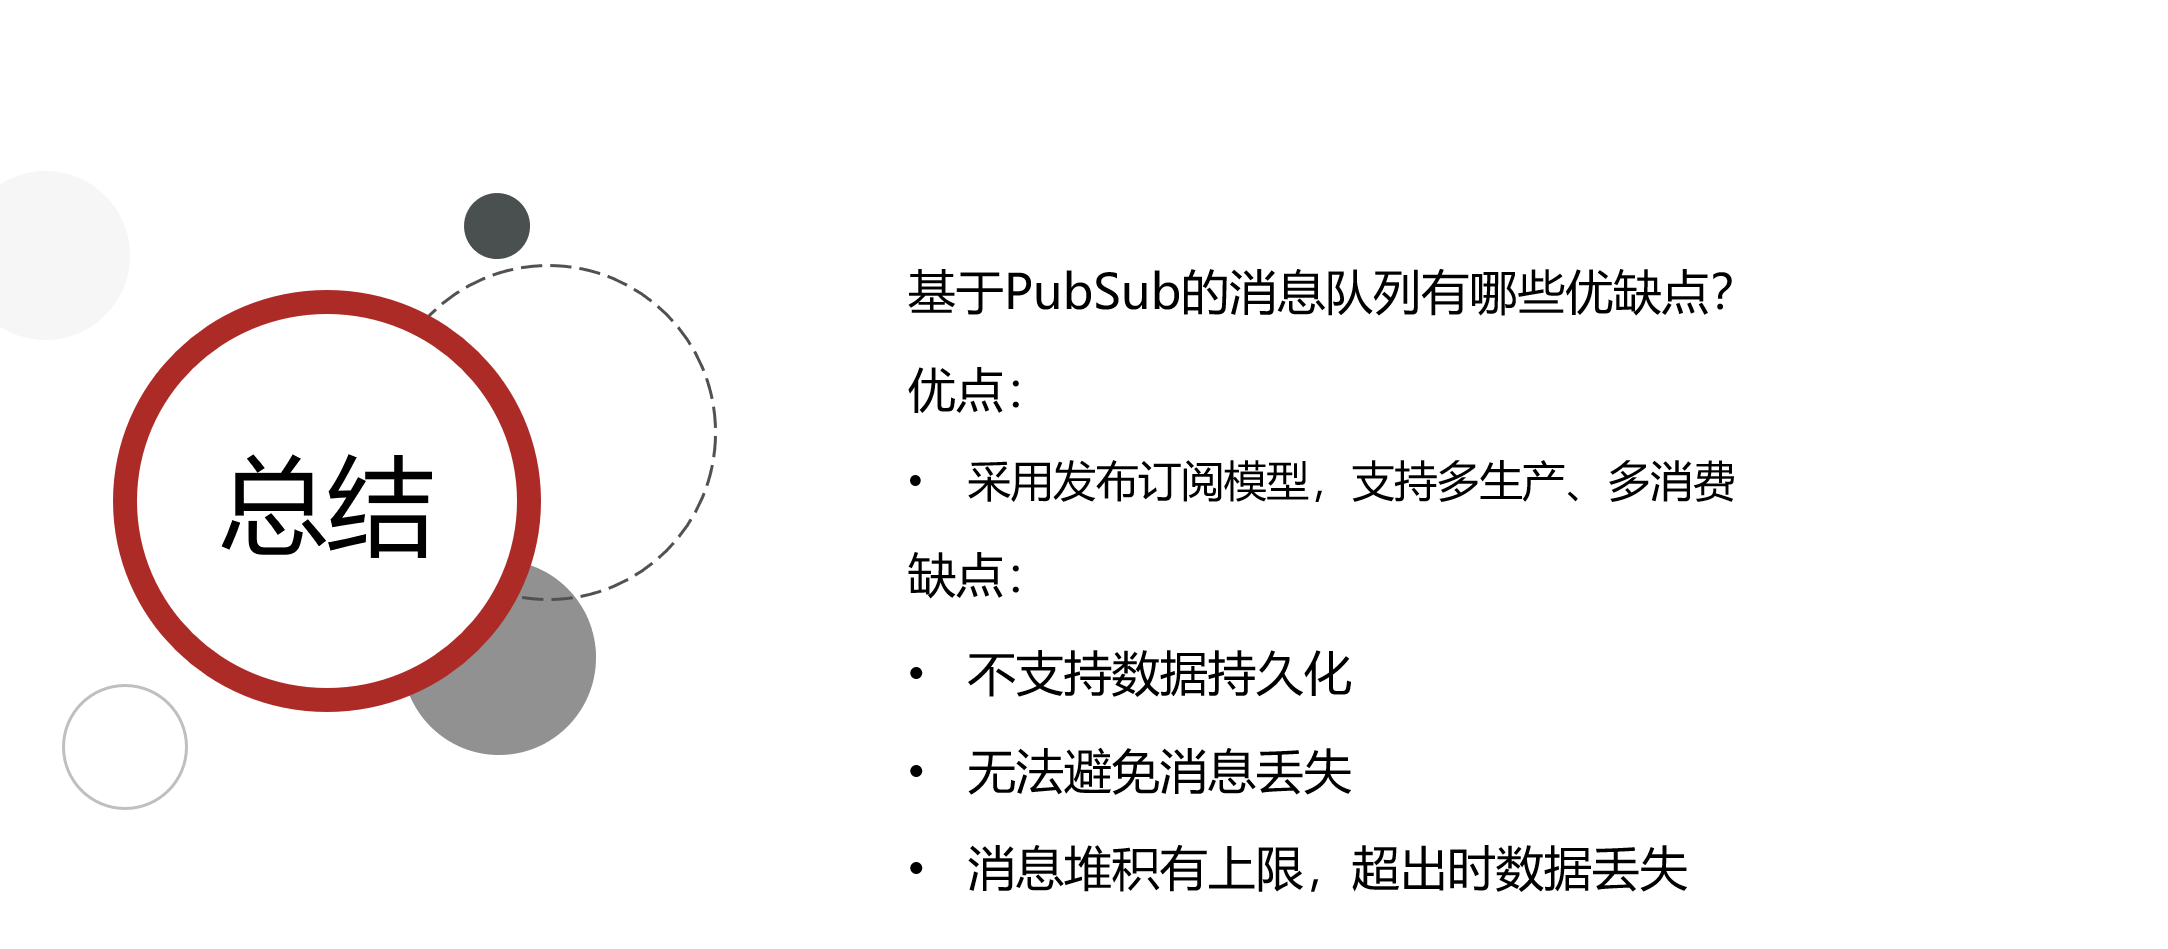 总结
基于PubSub的消息队列有哪些优缺点？
优点：
• 采用发布订阅模型，支持多生产、多消费
缺点：
• 不支持数据持久化
• 无法避免消息丢失
• 消息堆积有上限，超出时数据丢失